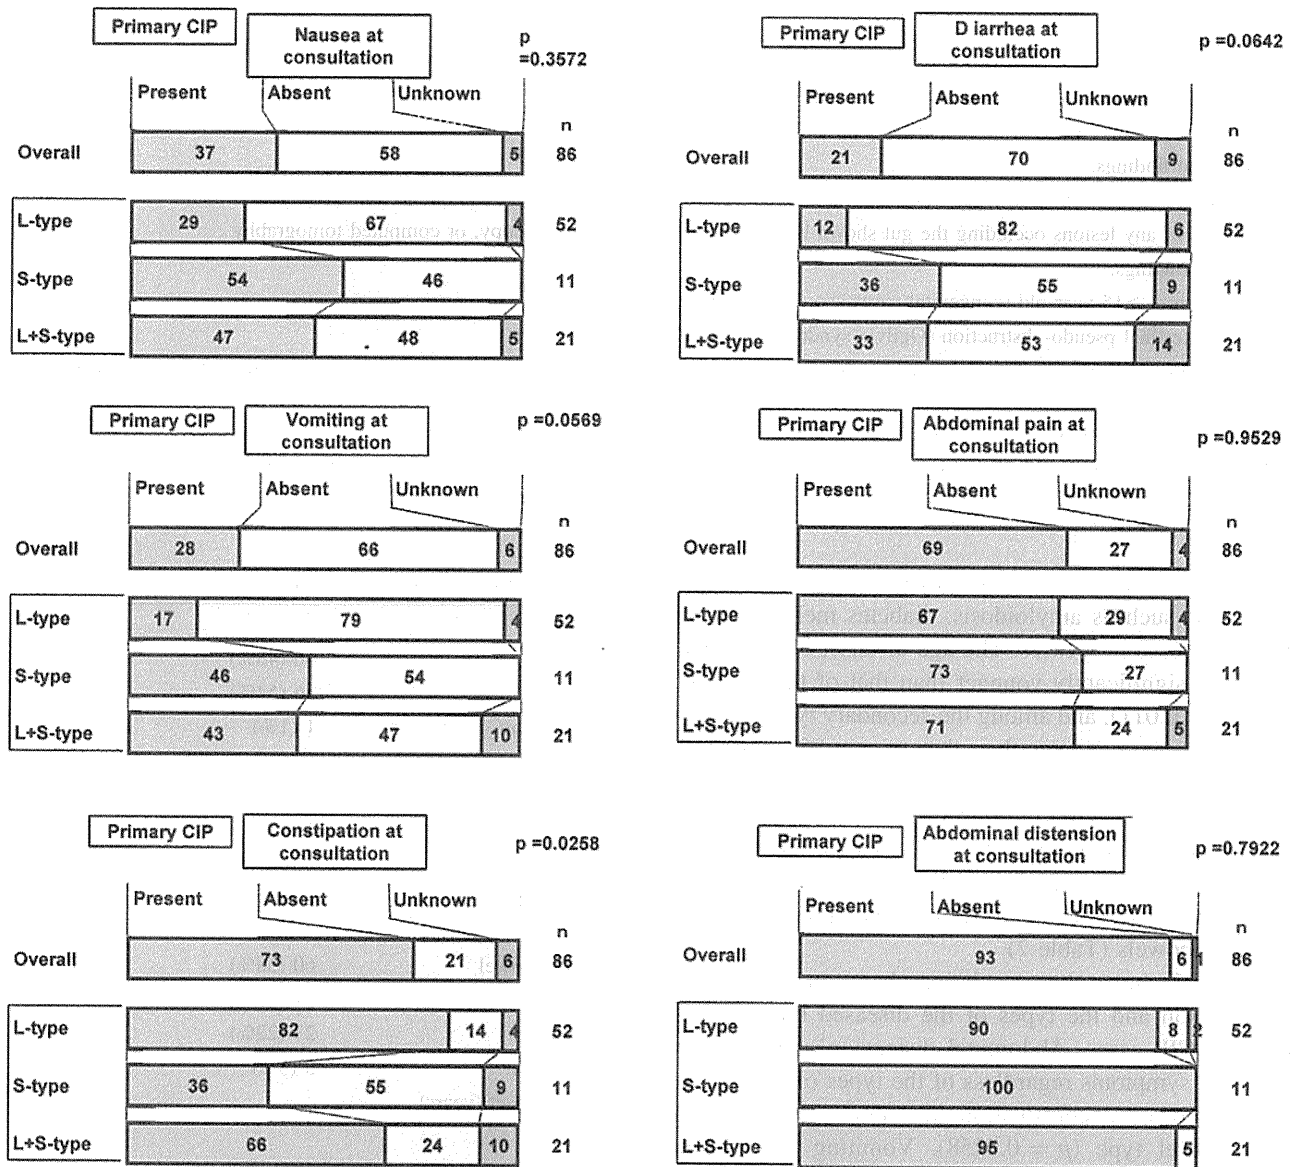 Primary CIP
Nausea at
consultation
p
=0.3572
Present Absent Unknown
n
Overall 37 58 5 86
L-type 29 67 4 52
S-type 54 46 11
L+S-type 47 48 5 21
Primary CIP
D iarrhea at
consultation
p =0.0642
Present Absent Unknown
n
Overall 21 70 9 86
L-type 12 82 6 52
S-type 36 55 9 11
L+S-type 33 53 14 21
Primary CIP
Vomiting at
consultation
p =0.0569
Present Absent Unknown
n
Overall 28 66 6 86
L-type 17 79 4 52
S-type 46 54 11
L+S-type 43 47 10 21
Primary CIP
Abdominal pain at
consultation
p =0.9529
Present Absent Unknown
n
Overall 69 27 4 86
L-type 67 29 4 52
S-type 73 27 11
L+S-type 71 24 5 21
Primary CIP
Constipation at
consultation
p =0.0258
Present Absent Unknown
n
Overall 73 21 6 86
L-type 82 14 4 52
S-type 36 55 9 11
L+S-type 66 24 10 21
Primary CIP
Abdominal distension
at consultation
p =0.7922
Present Absent Unknown
n
Overall 93 6 1 86
L-type 90 8 2 52
S-type 100 11
L+S-type 95 5 21